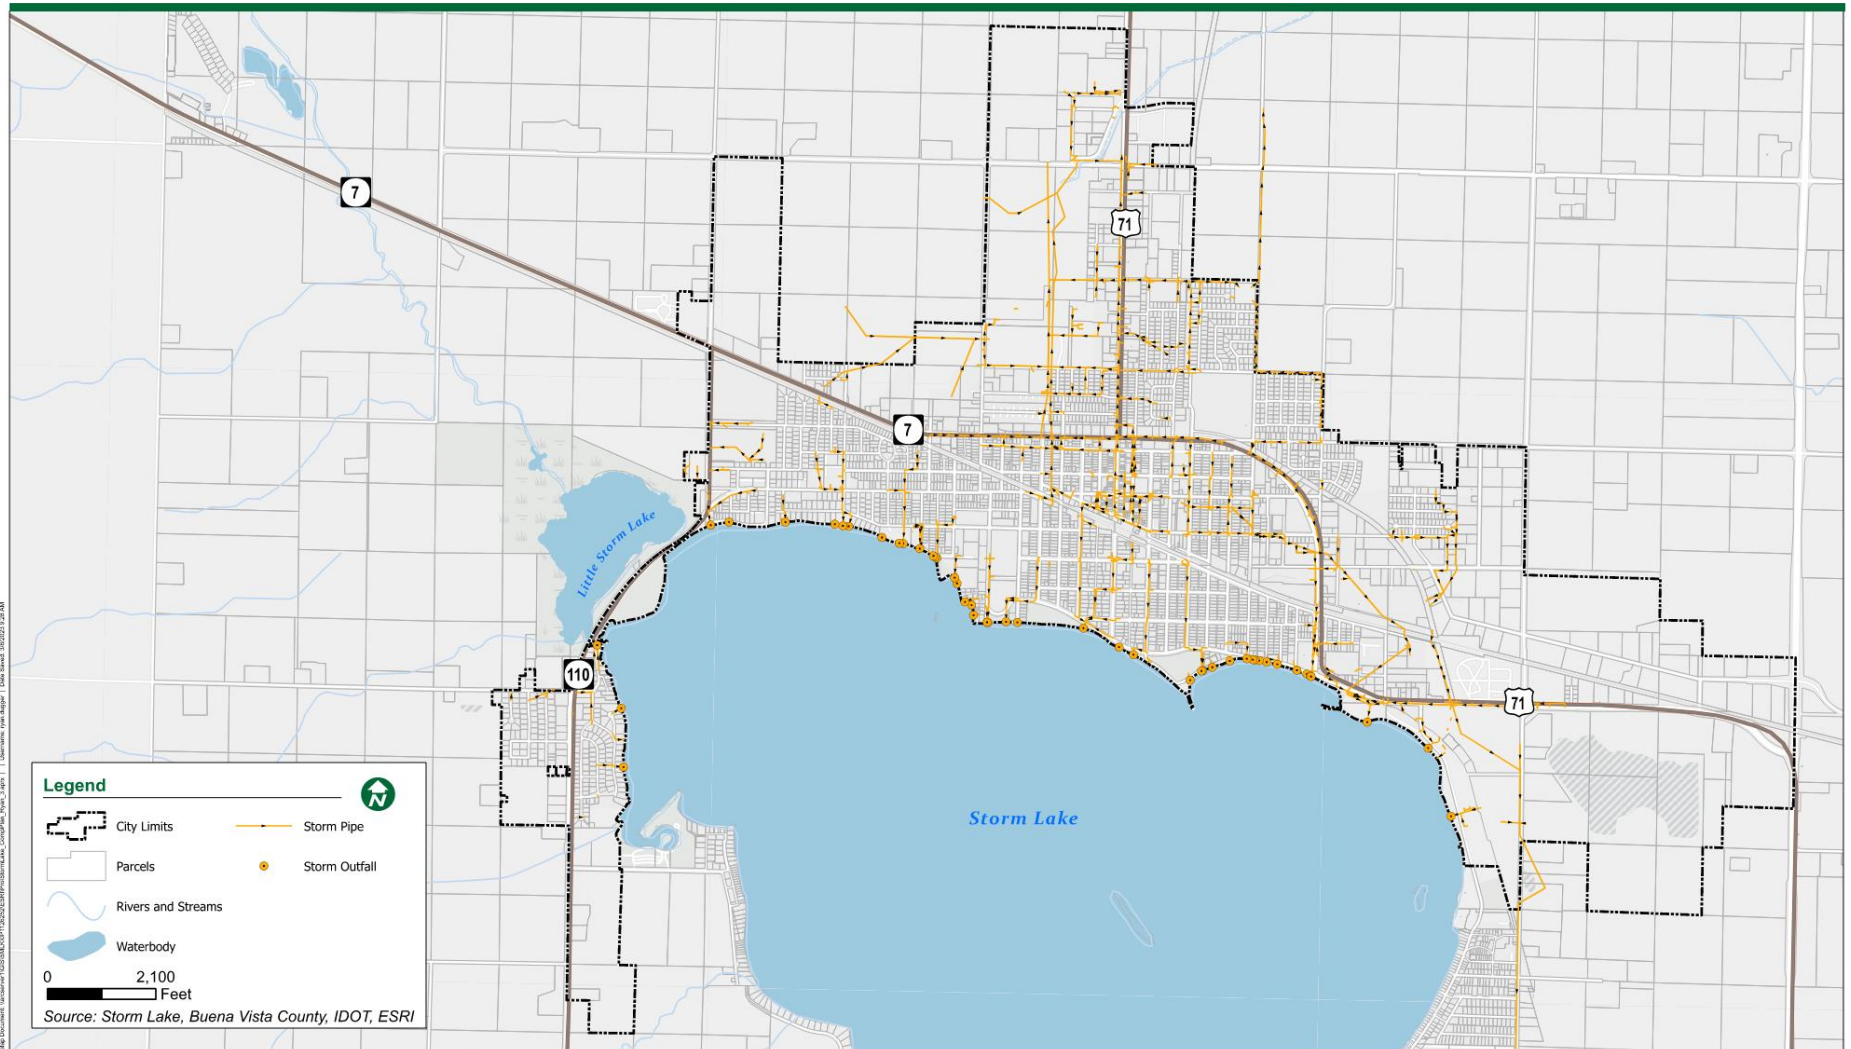 7
71
7
Little Storm Lake
110
71
Storm Lake
Legend
N
City Limits
Storm Pipe
Parcels
Storm Outfall
Rivers and Streams
Waterbody
0 2,100
Feet
Source: Storm Lake, Buena Vista County, IDOT, ESRI